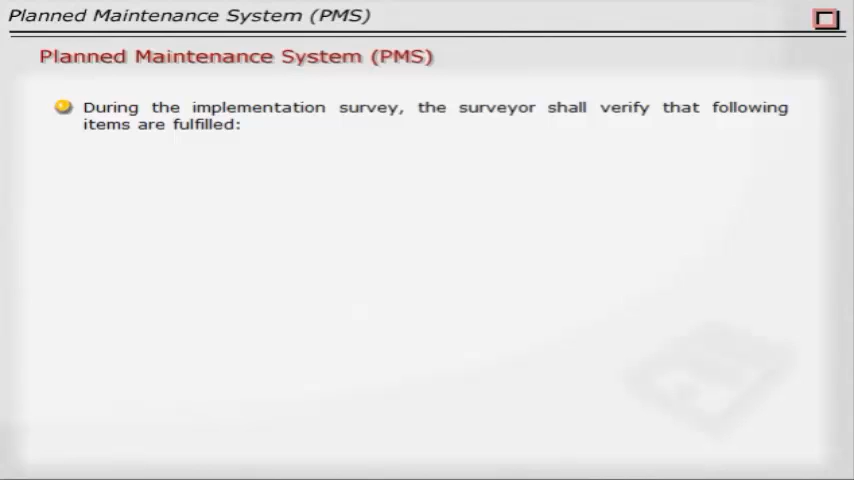 Planned Maintenance System (PMS)
Planned Maintenance System (PMS)
During the implementation survey, the surveyor shall verify that following
items are fulfilled: